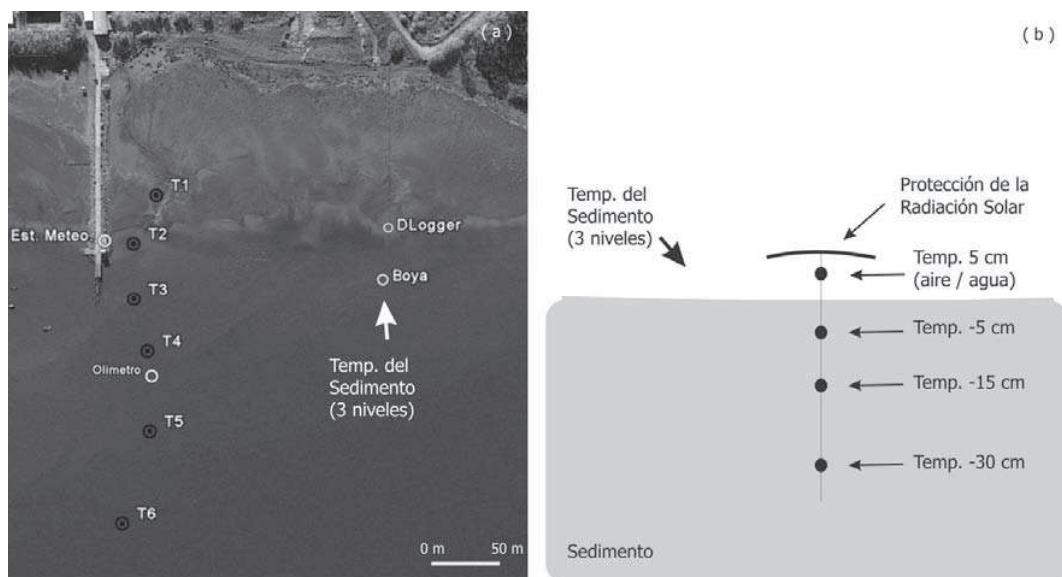 ( a )
T1
Est. Meteo.
T2
DLogger
Boya
T3
T4
Olimetro
Temp. del
Sedimento
(3 niveles)
T5
T6
0 m 50 m
( b )
Temp. del
Sedimento
(3 niveles)
Protección de la
Radiación Solar
Temp. 5 cm
(aire / agua)
Temp. -5 cm
Temp. -15 cm
Temp. -30 cm
Sedimento